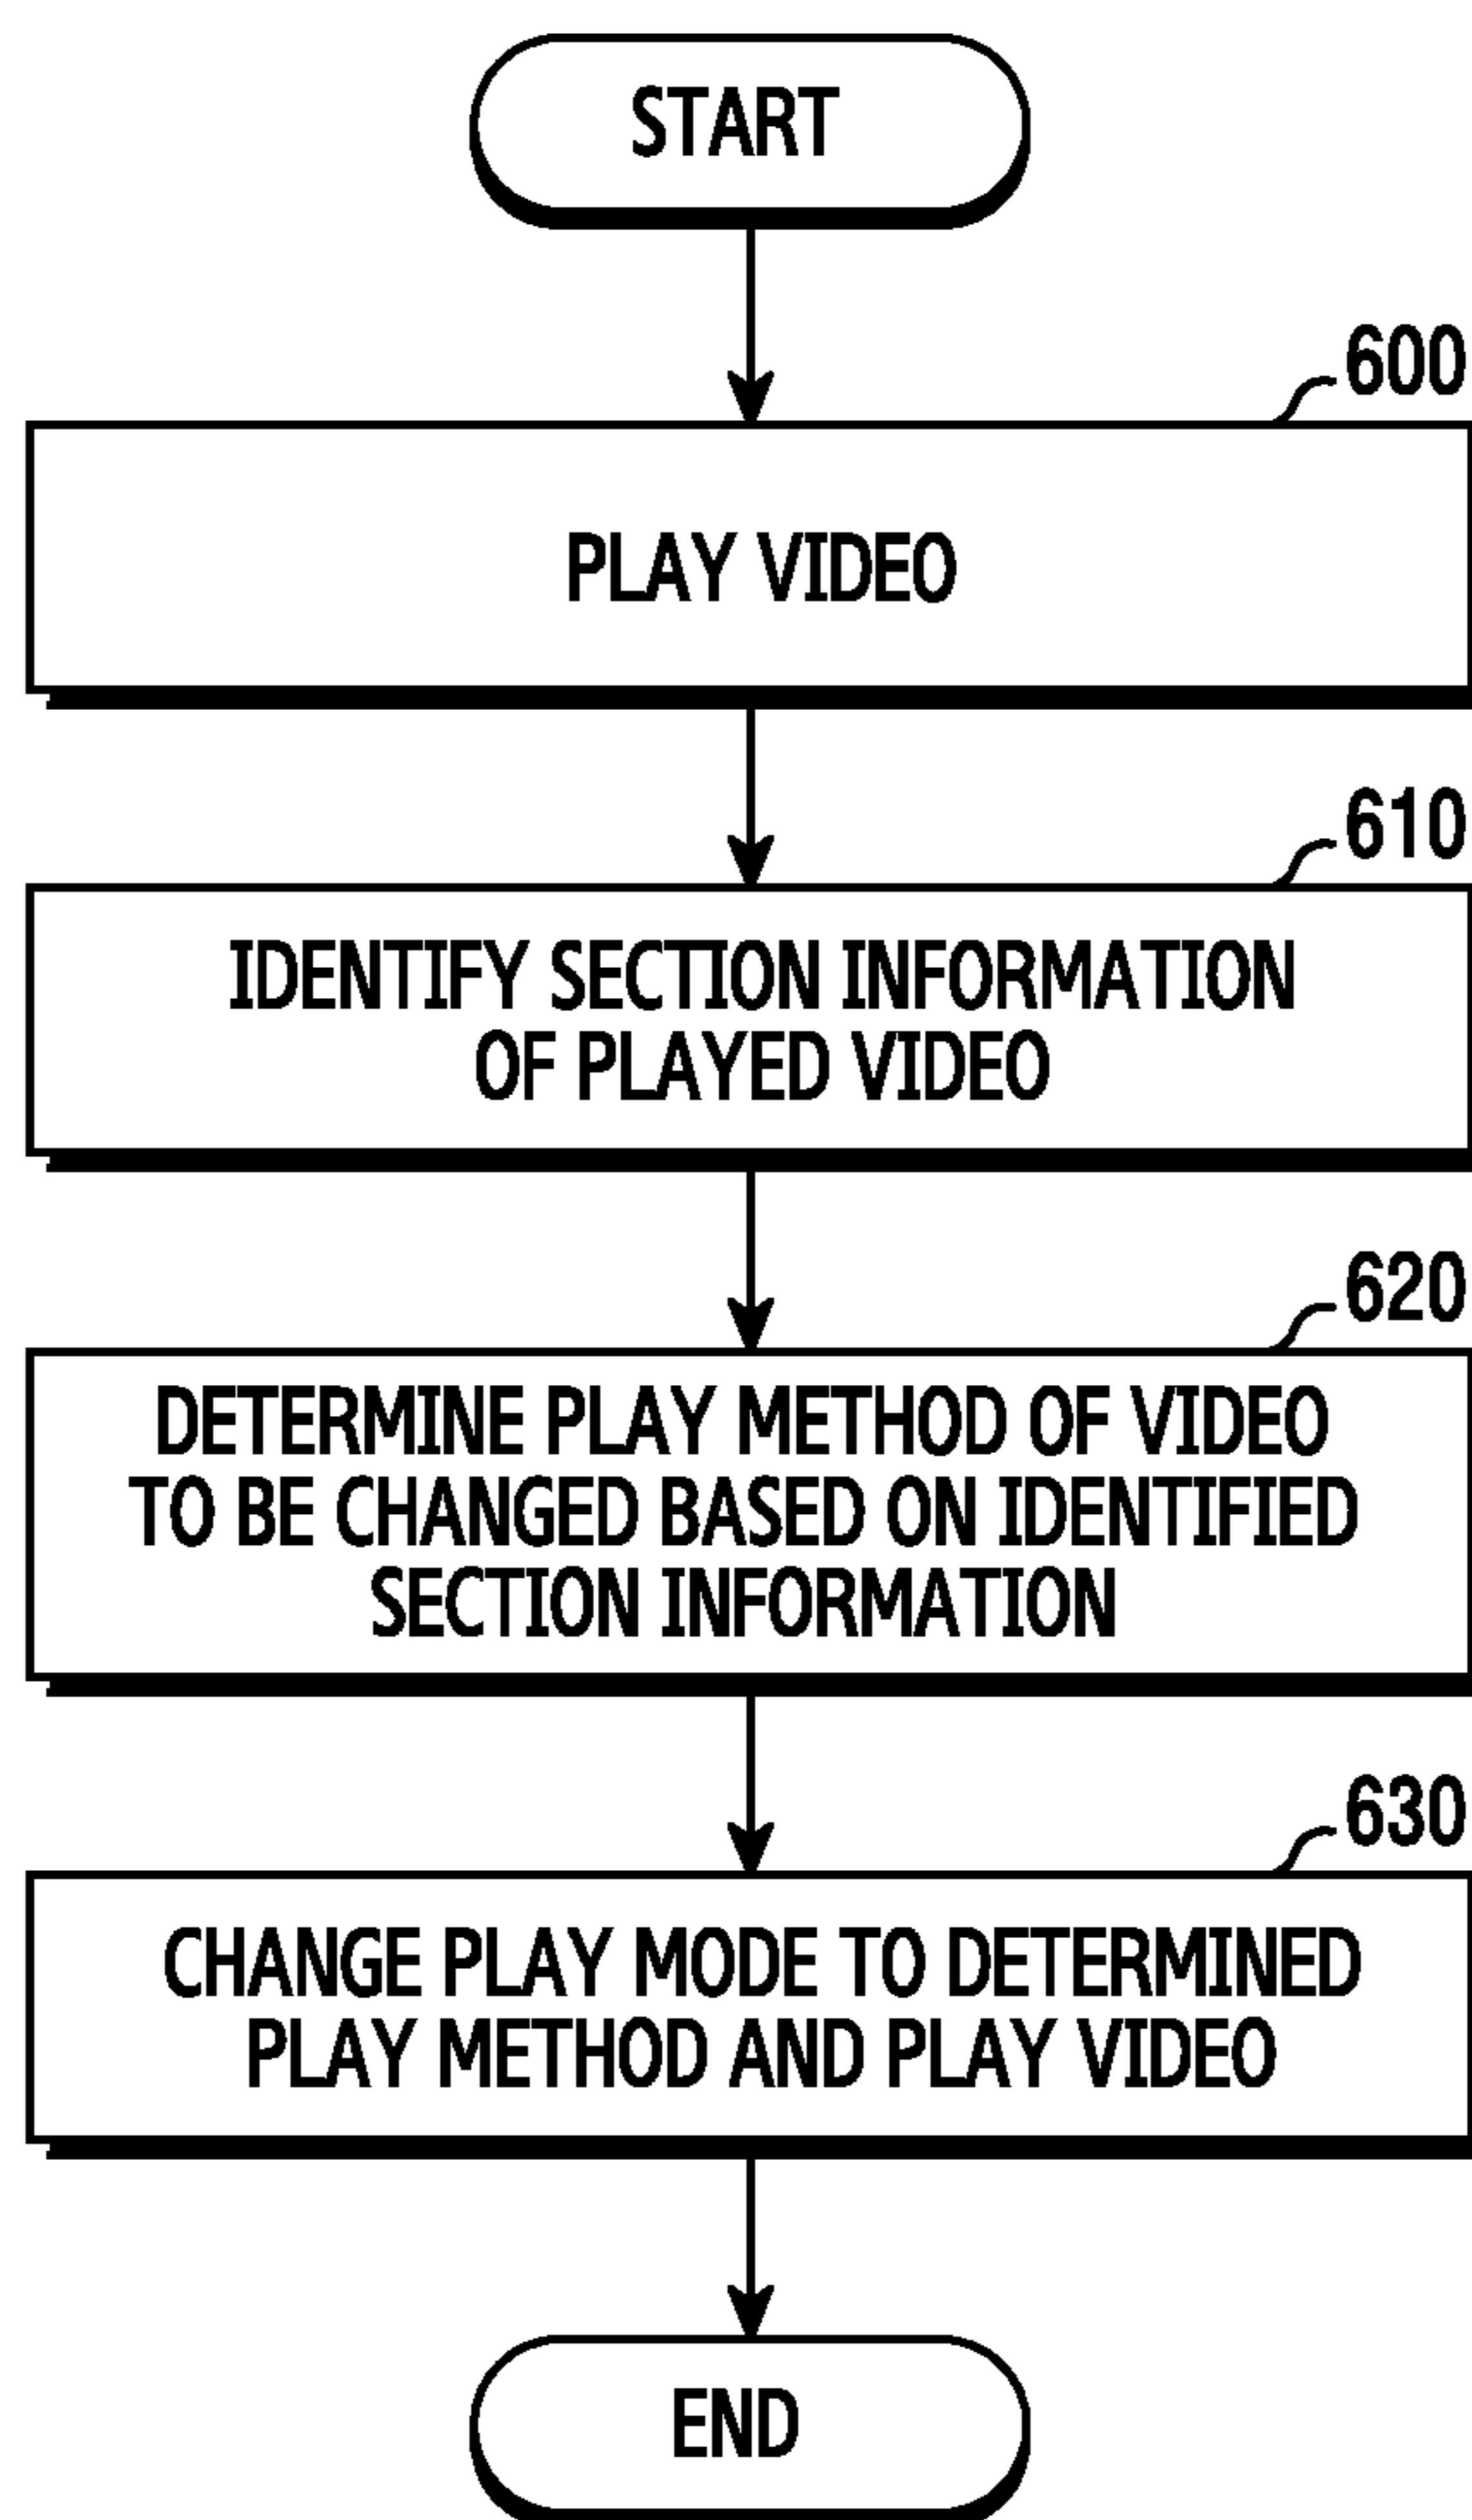 START
600
PLAY VIDEO
610
IDENTIFY SECTION INFORMATION
OF PLAYED VIDEO
620
DETERMINE PLAY METHOD OF VIDEO
TO BE CHANGED BASED ON IDENTIFIED
SECTION INFORMATION
630
CHANGE PLAY MODE TO DETERMINED
PLAY METHOD AND PLAY VIDEO
END